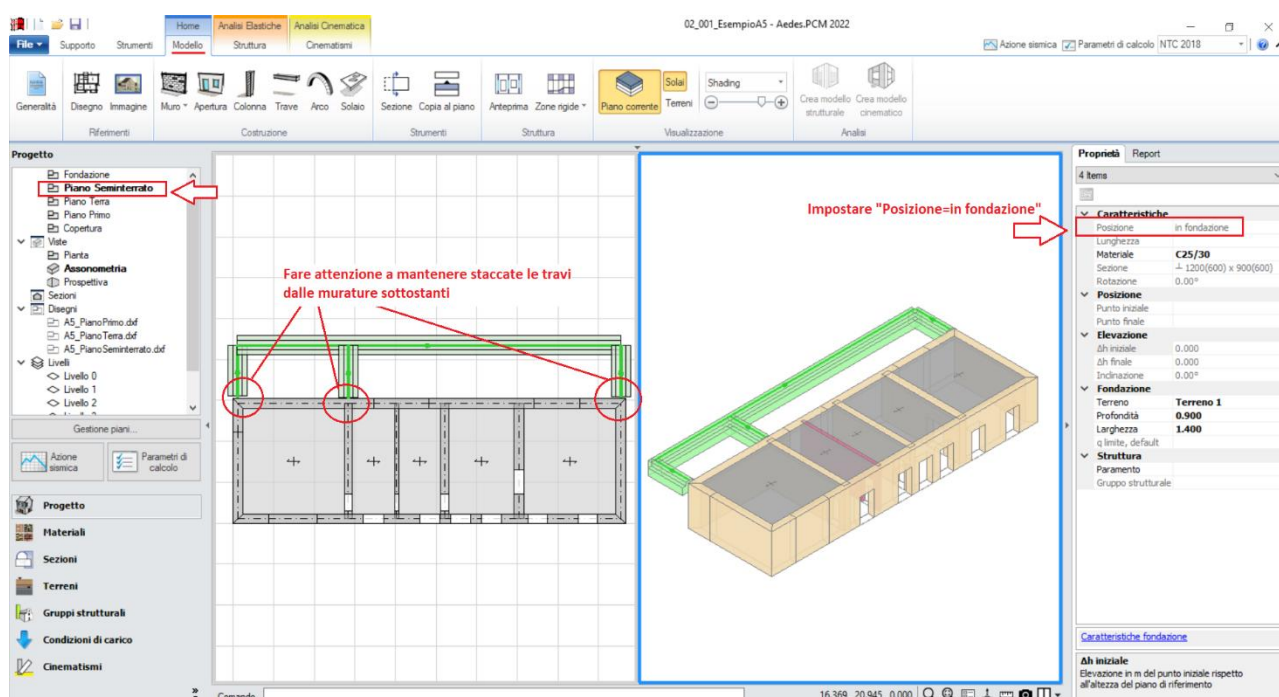 Home
Analisi Elastiche
Analisi Cinematica
02_001_EsempioA5 - Aedes.PCM 2022
File
Supporto
Strumenti
Modello
Struttura
Cinematismi
Azione sismica
Parametri di calcolo
NTC 2018
Generalità
Disegno
Immagine
Muro
Apertura
Colonna
Trave
Arco
Solaio
Sezione
Copia al piano
Anteprima
Zone rigide
Piano corrente
Solai
Terreni
Shading
Crea modello strutturale
Crea modello cinematico
Riferimenti
Costruzione
Strumenti
Struttura
Visualizzazione
Analisi
Progetto
Fondazione
Piano Seminterrato
Piano Terra
Piano Primo
Copertura
Viste
Pianta
Assonometria
Prospettiva
Sezioni
Disegni
A5_PianoPrimo.dxf
A5_PianoTerra.dxf
A5_PianoSeminterrato.dxf
Livelli
Livello 0
Livello 1
Livello 2
Gestione piani...
Azione sismica
Parametri di calcolo
Progetto
Materiali
Sezioni
Terreni
Gruppi strutturali
Condizioni di carico
Cinematismi
Fare attenzione a mantenere staccate le travi
dalle murature sottostanti
Impostare "Posizione=in fondazione"
Proprietà
Report
4 Items
Caratteristiche
Posizione in fondazione
Lunghezza
Materiale C25/30
Sezione ┴ 1200(600) x 900(600)
Rotazione 0.00°
Posizione
Punto iniziale
Punto finale
Elevazione
Δh iniziale 0.000
Δh finale 0.000
Inclinazione 0.00°
Fondazione
Terreno Terreno 1
Profondità 0.900
Larghezza 1.400
q limite, default
Struttura
Paramento
Gruppo strutturale
Caratteristiche fondazione
Δh iniziale
Elevazione in m del punto iniziale rispetto
all'altezza del piano di riferimento
Comando
16.369 20.945 0.000